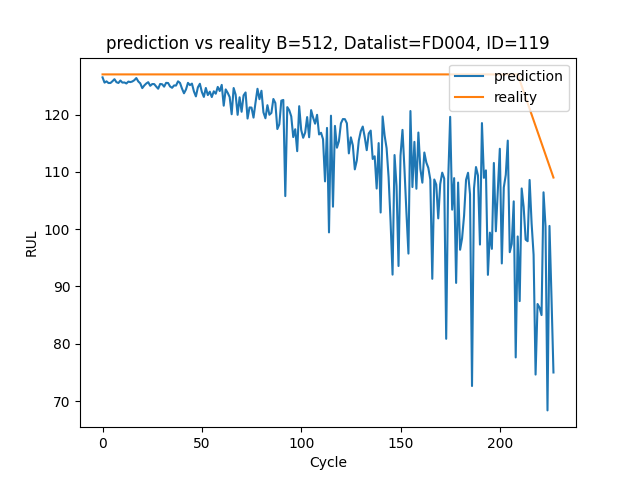 prediction vs reality B=512, Datalist=FD004, ID=119
prediction
reality
RUL
120
110
100
90
80
70
0
50
100
150
200
Cycle